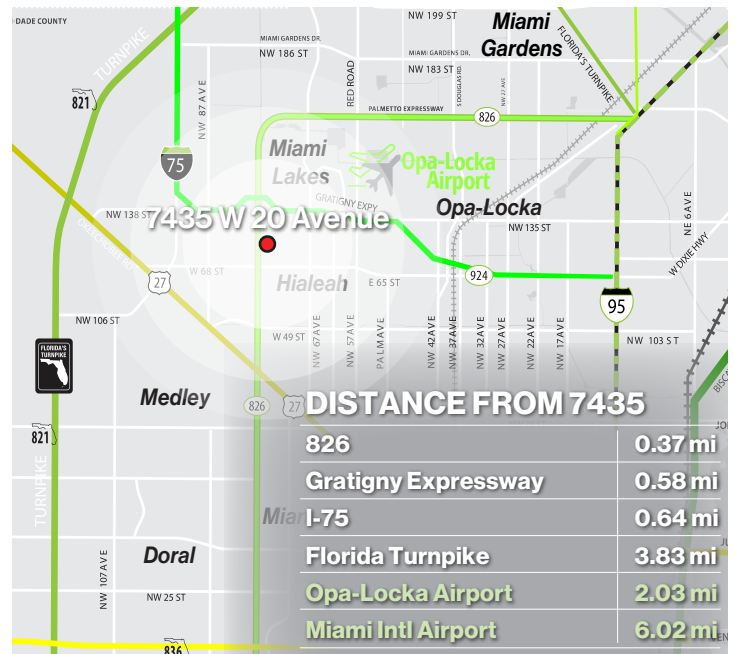 DADE COUNTY
NW 199 ST
Miami
Gardens
TURNPIKE
MIAMI GARDENS DR.
NW 186 ST
MIAMI GARDENS DR.
NW 183 ST
FLORIDA'S TURNPIKE
RED ROAD
S DOUGLAS RD.
NW 27 AVE
821
NW 87 AVE
PALMETTO EXPRESSWAY
826
Miami
Lakes
75
Opa-Locka
Airport
GRATIGNY EXPY
Opa-Locka
NE 6 AVE
NW 138 ST
7435 W 20 Avenue
NW 135 ST
W DIXIE HWY
W 68 ST
27
Hialeah
E 65 ST
924
95
NW 106 ST
W 49 ST
NW 67 AVE
NW 57 AVE
PALM AVE
NW 42 AVE
NW 37 AVE
NW 32 AVE
NW 27 AVE
NW 22 AVE
NW 17 AVE
NW 103 ST
FLORIDA'S
TURNPIKE
Medley
826
27
DISTANCE FROM 7435
821
826 0.37 mi
Gratigny Expressway 0.58 mi
TURNPIKE
I-75 0.64 mi
Doral
Florida Turnpike 3.83 mi
NW 107 AVE
NW 25 ST
Opa-Locka Airport 2.03 mi
Miami Intl Airport 6.02 mi
836